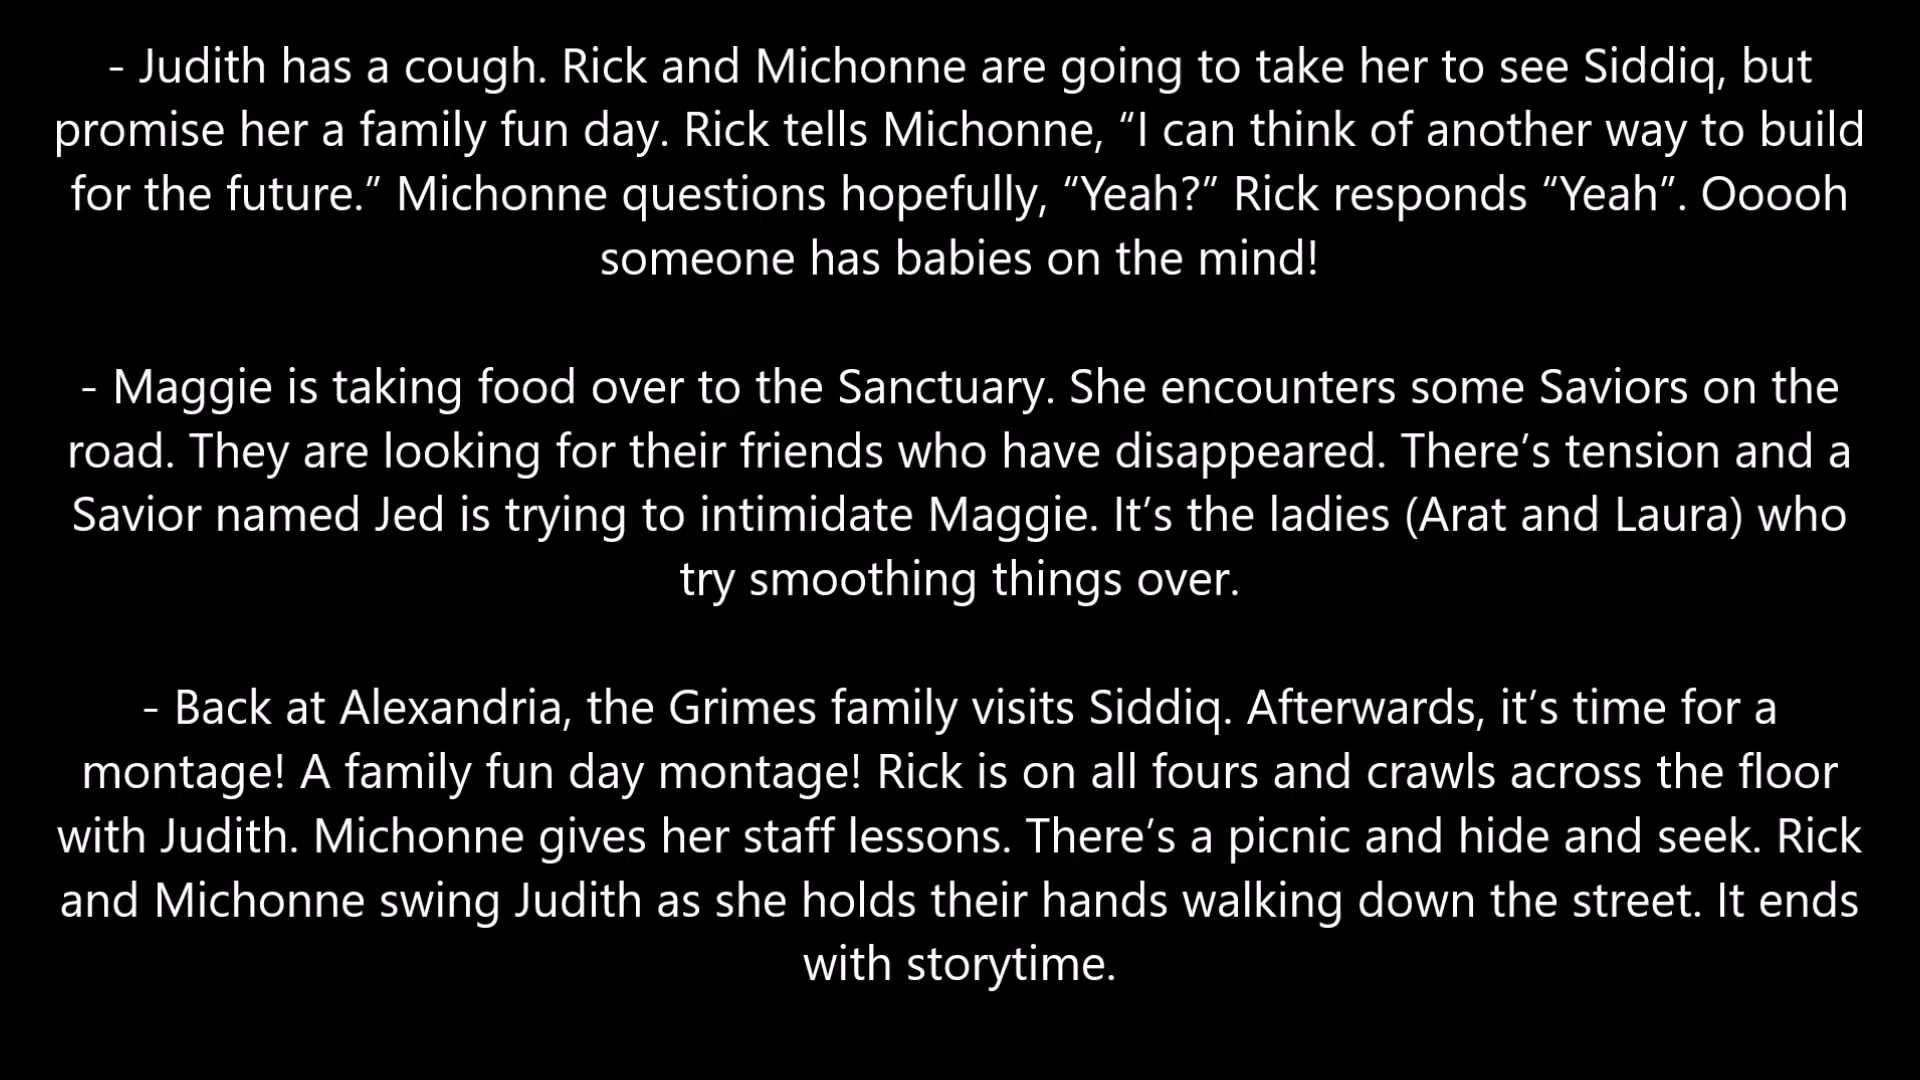 - Judith has a cough. Rick and Michonne are going to take her to see Siddiq, but
promise her a family fun day. Rick tells Michonne, “I can think of another way to build
for the future.” Michonne questions hopefully, “Yeah?” Rick responds “Yeah”. Ooooh
someone has babies on the mind!
- Maggie is taking food over to the Sanctuary. She encounters some Saviors on the
road. They are looking for their friends who have disappeared. There’s tension and a
Savior named Jed is trying to intimidate Maggie. It’s the ladies (Arat and Laura) who
try smoothing things over.
- Back at Alexandria, the Grimes family visits Siddiq. Afterwards, it’s time for a
montage! A family fun day montage! Rick is on all fours and crawls across the floor
with Judith. Michonne gives her staff lessons. There’s a picnic and hide and seek. Rick
and Michonne swing Judith as she holds their hands walking down the street. It ends
with storytime.